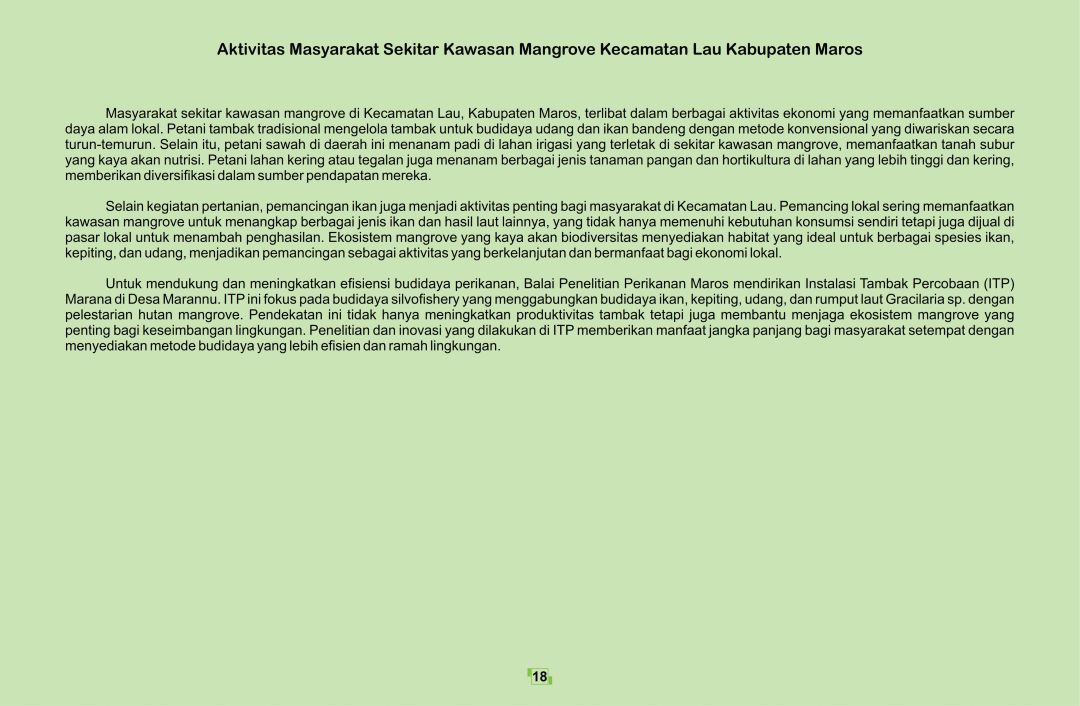 Aktivitas Masyarakat Sekitar Kawasan Mangrove Kecamatan Lau Kabupaten Maros
Masyarakat sekitar kawasan mangrove di Kecamatan Lau, Kabupaten Maros, terlibat dalam berbagai aktivitas ekonomi yang memanfaatkan sumber
daya alam lokal. Petani tambak tradisional mengelola tambak untuk budidaya udang dan ikan bandeng dengan metode konvensional yang diwariskan secara
turun-temurun. Selain itu, petani sawah di daerah ini menanam padi di lahan irigasi yang terletak di sekitar kawasan mangrove, memanfaatkan tanah subur
yang kaya akan nutrisi. Petani lahan kering atau tegalan juga menanam berbagai jenis tanaman pangan dan hortikultura di lahan yang lebih tinggi dan kering,
memberikan diversifikasi dalam sumber pendapatan mereka.
Selain kegiatan pertanian, pemancingan ikan juga menjadi aktivitas penting bagi masyarakat di Kecamatan Lau. Pemancing lokal sering memanfaatkan
kawasan mangrove untuk menangkap berbagai jenis ikan dan hasil laut lainnya, yang tidak hanya memenuhi kebutuhan konsumsi sendiri tetapi juga dijual di
pasar lokal untuk menambah penghasilan. Ekosistem mangrove yang kaya akan biodiversitas menyediakan habitat yang ideal untuk berbagai spesies ikan,
kepiting, dan udang, menjadikan pemancingan sebagai aktivitas yang berkelanjutan dan bermanfaat bagi ekonomi lokal.
Untuk mendukung dan meningkatkan efisiensi budidaya perikanan, Balai Penelitian Perikanan Maros mendirikan Instalasi Tambak Percobaan (ITP)
Marana di Desa Marannu. ITP ini fokus pada budidaya silvofishery yang menggabungkan budidaya ikan, kepiting, udang, dan rumput laut Gracilaria sp. dengan
pelestarian hutan mangrove. Pendekatan ini tidak hanya meningkatkan produktivitas tambak tetapi juga membantu menjaga ekosistem mangrove yang
penting bagi keseimbangan lingkungan. Penelitian dan inovasi yang dilakukan di ITP memberikan manfaat jangka panjang bagi masyarakat setempat dengan
menyediakan metode budidaya yang lebih efisien dan ramah lingkungan.
18